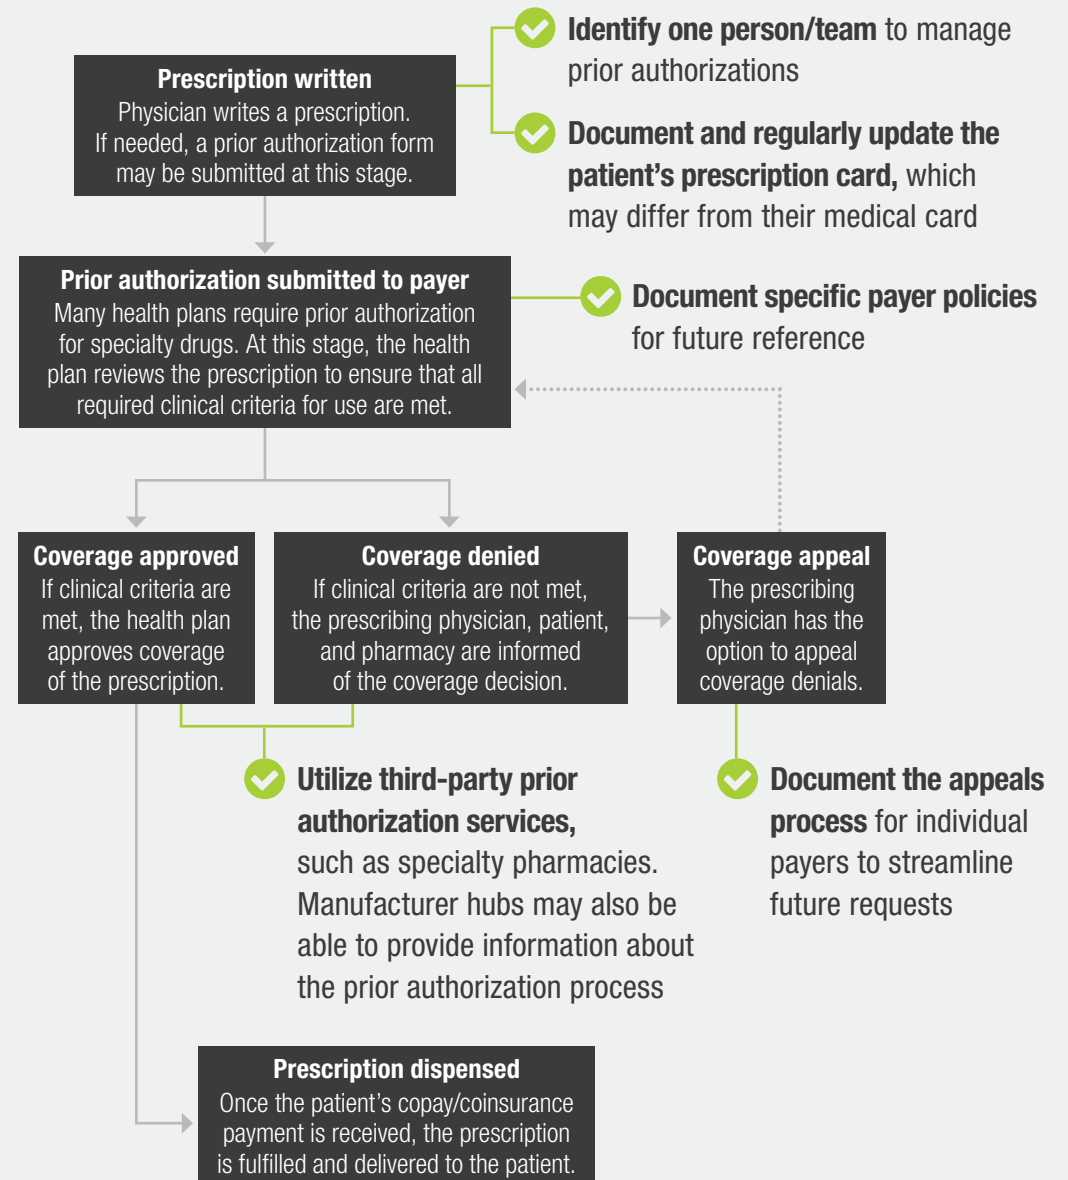 Prescription written
Physician writes a prescription.
If needed, a prior authorization form
may be submitted at this stage.
Identify one person/team to manage
prior authorizations
Document and regularly update the
patient’s prescription card, which
may differ from their medical card
Prior authorization submitted to payer
Many health plans require prior authorization
for specialty drugs. At this stage, the health
plan reviews the prescription to ensure that all
required clinical criteria for use are met.
Document specific payer policies
for future reference
Coverage approved
If clinical criteria are
met, the health plan
approves coverage
of the prescription.
Coverage denied
If clinical criteria are not met,
the prescribing physician, patient,
and pharmacy are informed
of the coverage decision.
Coverage appeal
The prescribing
physician has the
option to appeal
coverage denials.
Utilize third-party prior
authorization services,
such as specialty pharmacies.
Manufacturer hubs may also be
able to provide information about
the prior authorization process
Document the appeals
process for individual
payers to streamline
future requests
Prescription dispensed
Once the patient’s copay/coinsurance
payment is received, the prescription
is fulfilled and delivered to the patient.